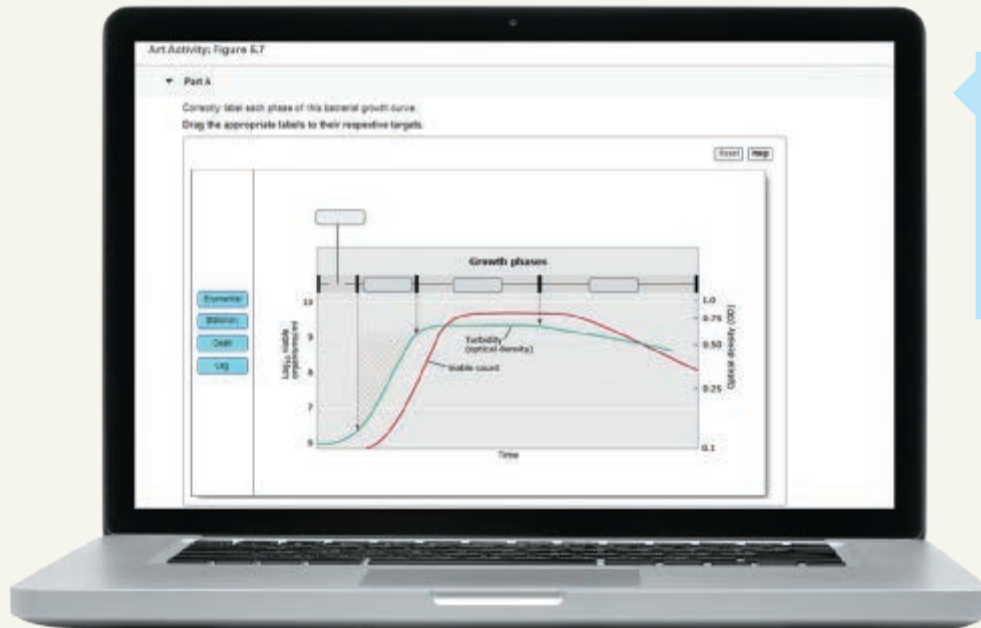 Art Activity: Figure 5.7
Part A
Correctly label each phase of this bacterial growth curve.
Drag the appropriate labels to their respective targets.
Reset Help
Growth phases
Exponential
Stationary
Death
Lag
Log10 viable
organisms/ml
10
9
8
7
6
Turbidity
(optical density)
Viable count
1.0
0.75
0.50
0.25
0.1
Optical density (OD)
Time